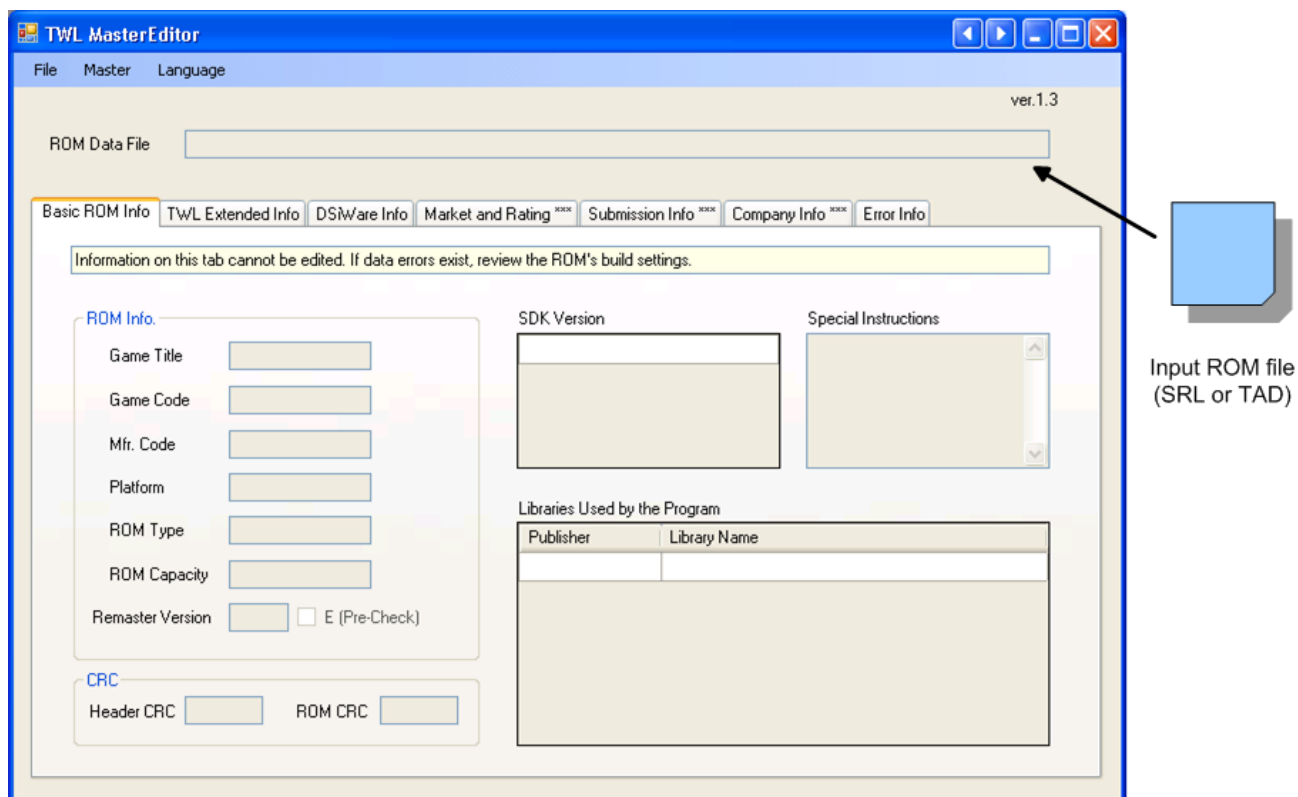 TWL MasterEditor
File Master Language
ver.1.3
ROM Data File
Basic ROM Info TWL Extended Info DSiWare Info Market and Rating *** Submission Info *** Company Info *** Error Info
Information on this tab cannot be edited. If data errors exist, review the ROM's build settings.
ROM Info.
Game Title
Game Code
Mfr. Code
Platform
ROM Type
ROM Capacity
Remaster Version E (Pre-Check)
CRC
Header CRC ROM CRC
SDK Version
Special Instructions
Libraries Used by the Program
Publisher Library Name
Input ROM file
(SRL or TAD)